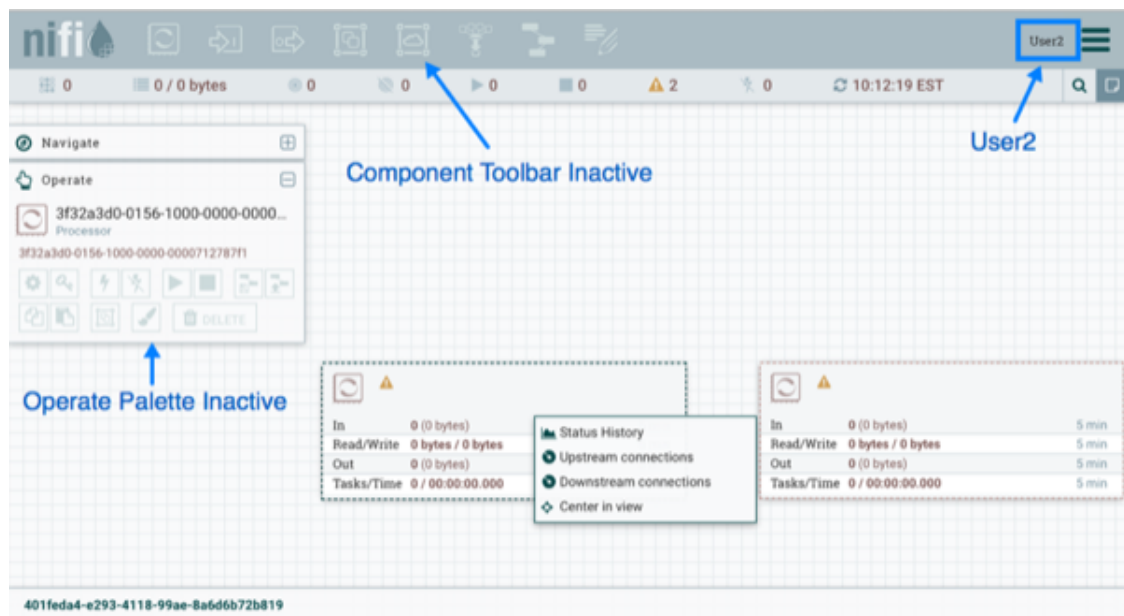 nifi
User2
0
0 / 0 bytes
0
0
0
0
2
0
10:12:19 EST
User2
Component Toolbar Inactive
Navigate
Operate
3f32a3d0-0156-1000-0000-0000...
Processor
3f32a3d0-0156-1000-0000-0000712787f1
DELETE
Operate Palette Inactive
In 0 (0 bytes)
Read/Write 0 bytes / 0 bytes
Out 0 (0 bytes)
Tasks/Time 0 / 00:00:00.000
Status History
Upstream connections
Downstream connections
Center in view
In 0 (0 bytes) 5 min
Read/Write 0 bytes / 0 bytes 5 min
Out 0 (0 bytes) 5 min
Tasks/Time 0 / 00:00:00.000 5 min
401feda4-e293-4118-99ae-8a6d6b72b819